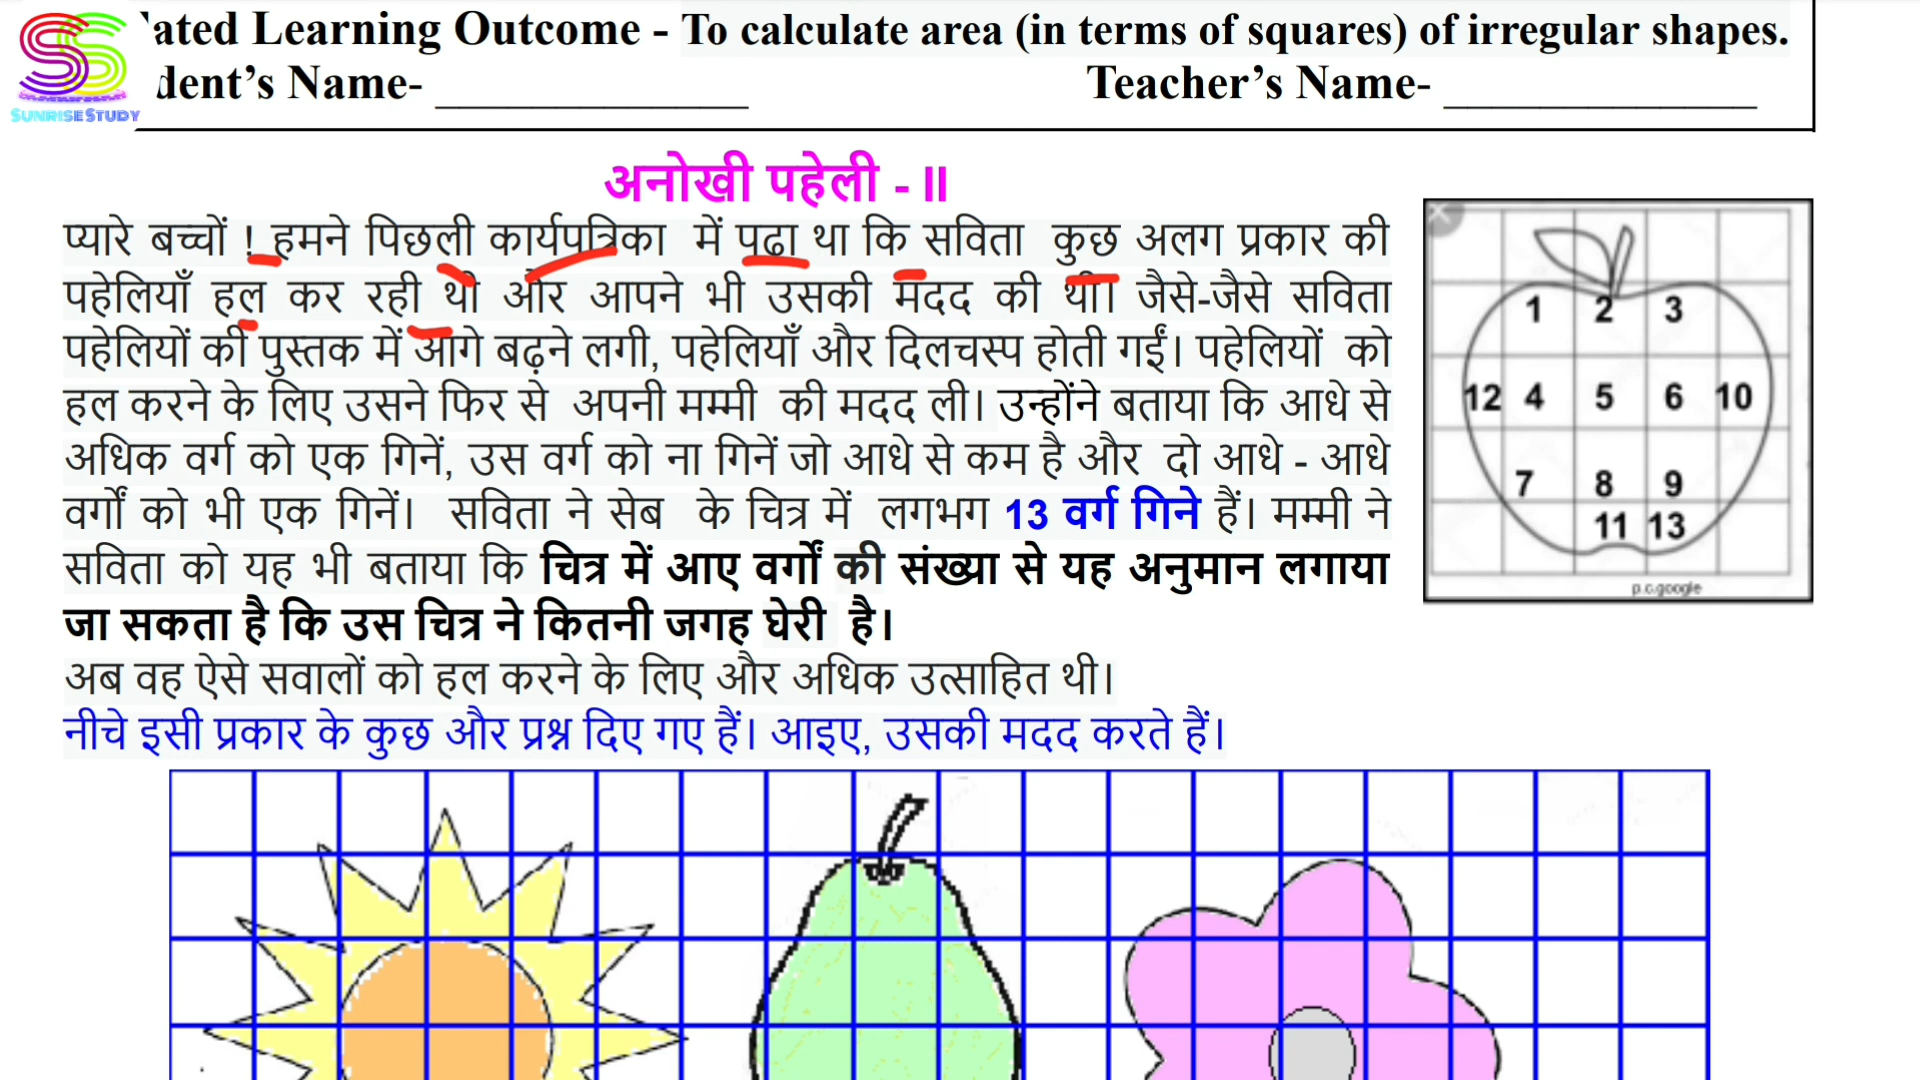 SUNRISESTUDY
ated Learning Outcome - To calculate area (in terms of squares) of irregular shapes.
dent’s Name- _____________ Teacher’s Name- _____________
अनोखी पहेली - II
प्यारे बच्चों ! हमने पिछली कार्यपत्रिका में पढा था कि सविता कुछ अलग प्रकार की
पहेलियाँ हल कर रही थी और आपने भी उसकी मदद की थी। जैसे-जैसे सविता
पहेलियों की पुस्तक में आगे बढ़ने लगी, पहेलियाँ और दिलचस्प होती गईं। पहेलियों को
हल करने के लिए उसने फिर से अपनी मम्मी की मदद ली। उन्होंने बताया कि आधे से
अधिक वर्ग को एक गिनें, उस वर्ग को ना गिनें जो आधे से कम है और दो आधे - आधे
वर्गों को भी एक गिनें। सविता ने सेब के चित्र में लगभग 13 वर्ग गिने हैं। मम्मी ने
सविता को यह भी बताया कि चित्र में आए वर्गों की संख्या से यह अनुमान लगाया
जा सकता है कि उस चित्र ने कितनी जगह घेरी है।
अब वह ऐसे सवालों को हल करने के लिए और अधिक उत्साहित थी।
नीचे इसी प्रकार के कुछ और प्रश्न दिए गए हैं। आइए, उसकी मदद करते हैं।
1 2 3
12 4 5 6 10
7 8 9
11 13
p.c.google